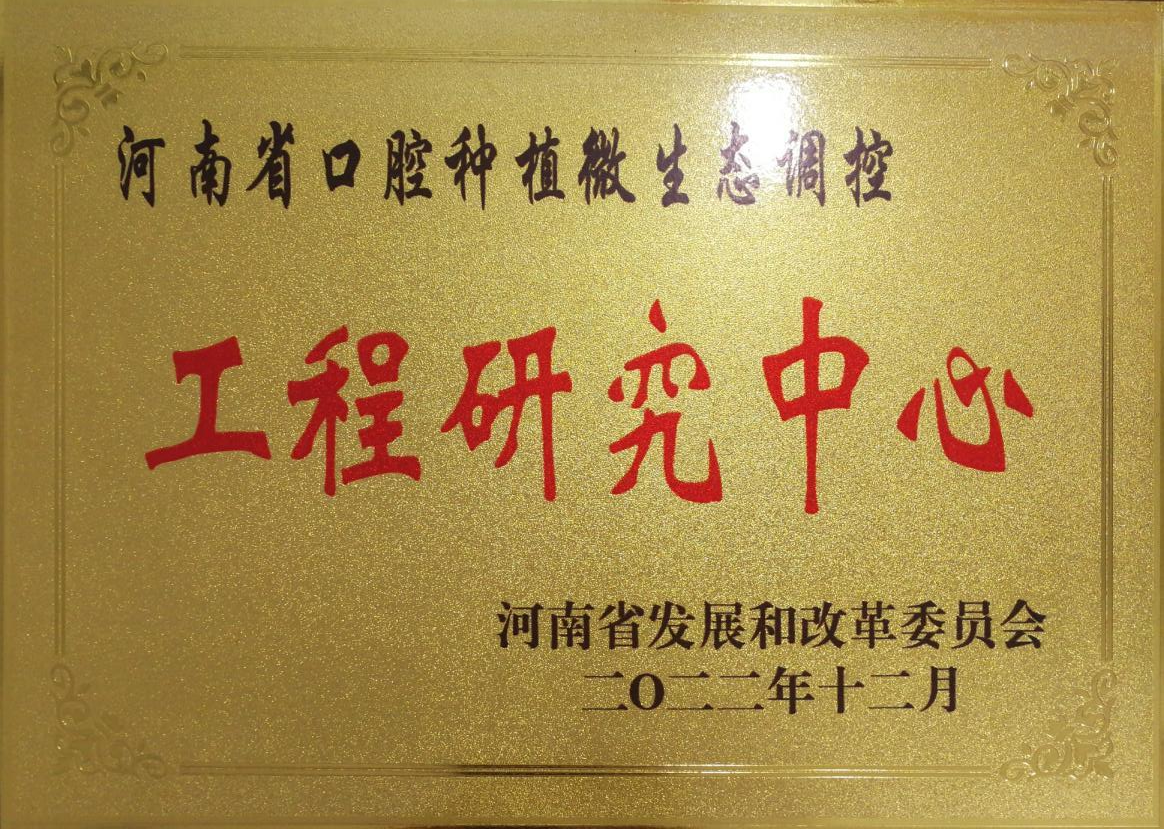 河南省口腔种植微生态调控
工程研究中心
河南省发展和改革委员会
二O二二年十二月